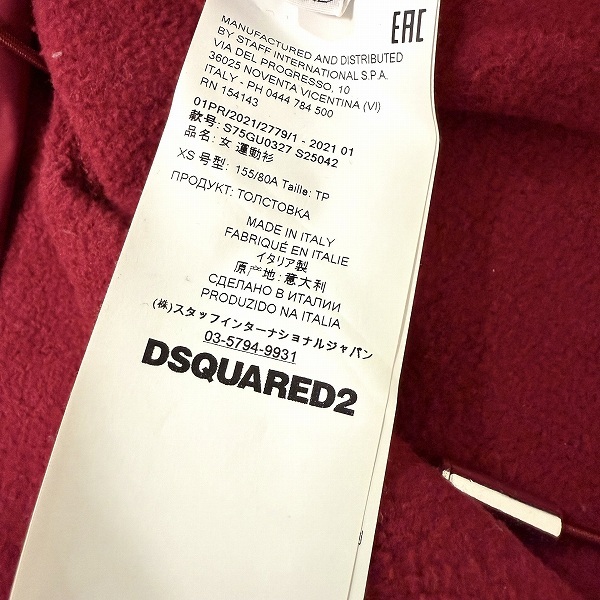 EAC
MANUFACTURED AND DISTRIBUTED
BY STAFF INTERNATIONAL S.P.A.
VIA DEL PROGRESSO, 10
36025 NOVENTA VICENTINA (VI)
ITALY - PH 0444 784 500
RN 154143
01PR/2021/2779/1 - 2021 01
款号: S75GU0327 S25042
品名: 女 運動衫
XS 号型: 155/80A Taille: TP
ПРОДУКТ: ТОЛСТОВКА
MADE IN ITALY
FABRIQUÉ EN ITALIE
イタリア製
原产地: 意大利
СДЕЛАНО В ИТАЛИИ
PRODUZIDO NA ITALIA
(株)スタッフインターナショナルジャパン
03-5794-9931
DSQUARED2